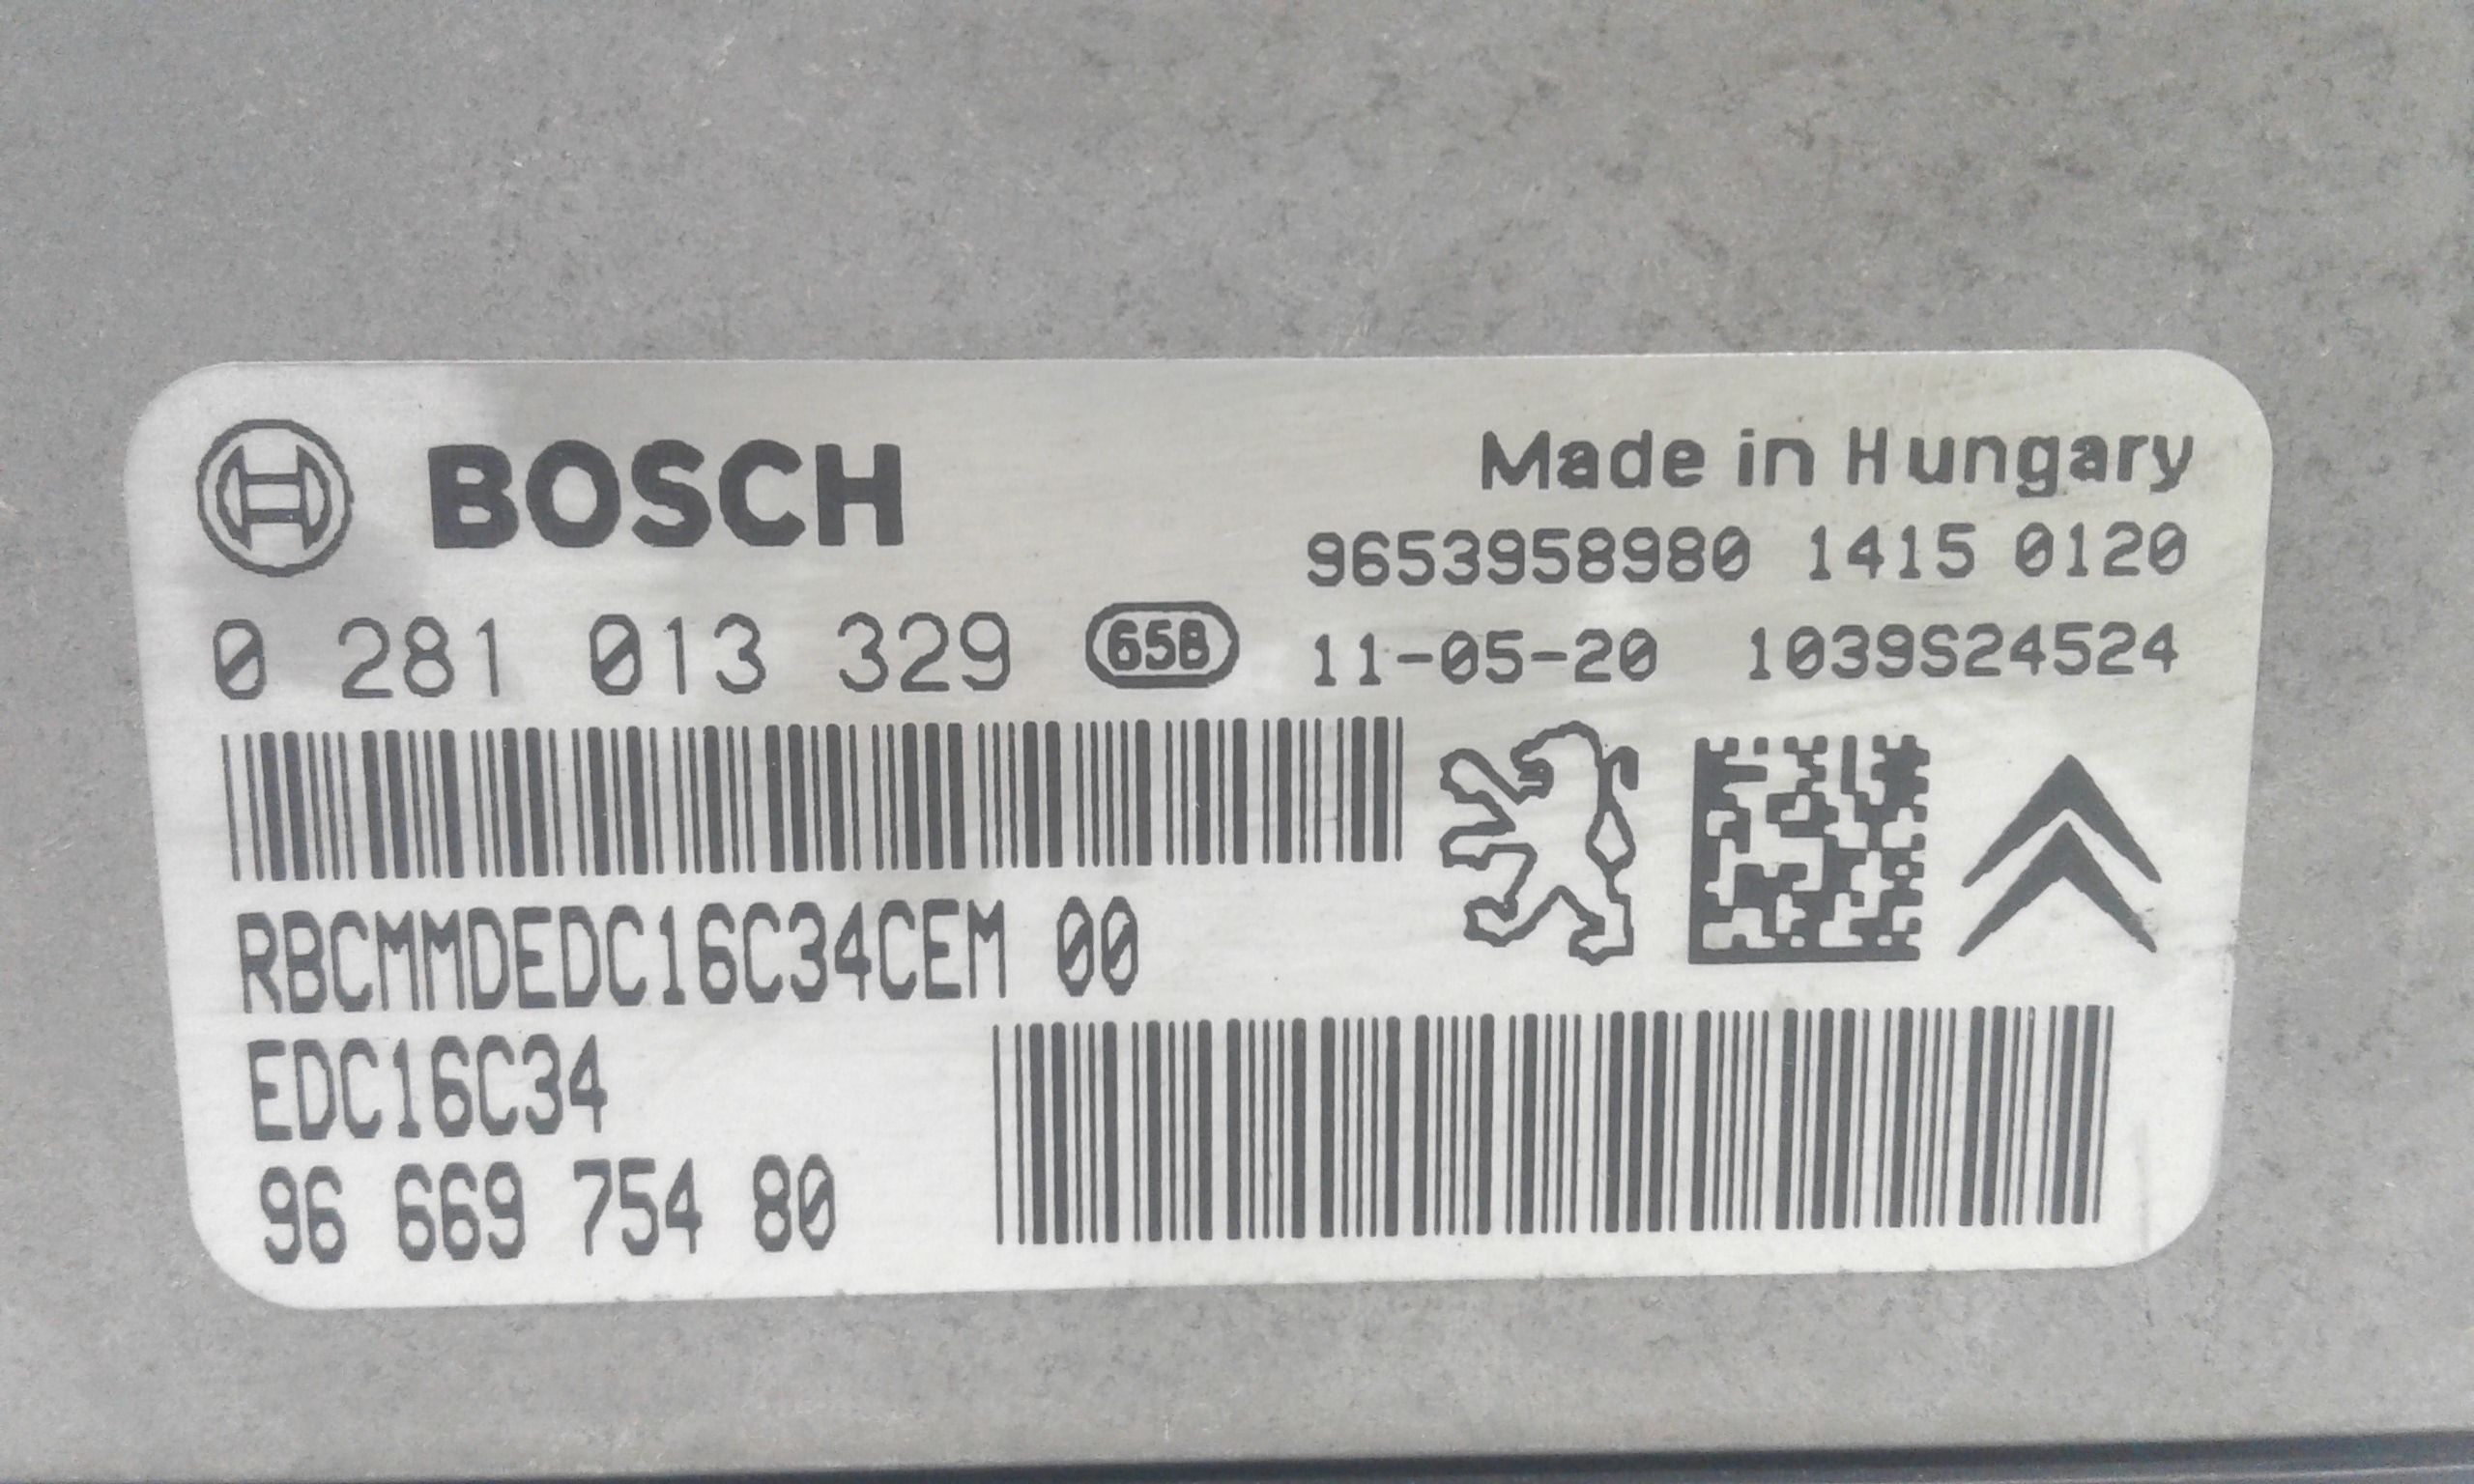 BOSCH
Made in Hungary
9653958980 1415 0120
0 281 013 329 658 11-05-20 1039S24524
RBCMMDEDC16C34CEM 00
EDC16C34
96 669 754 80